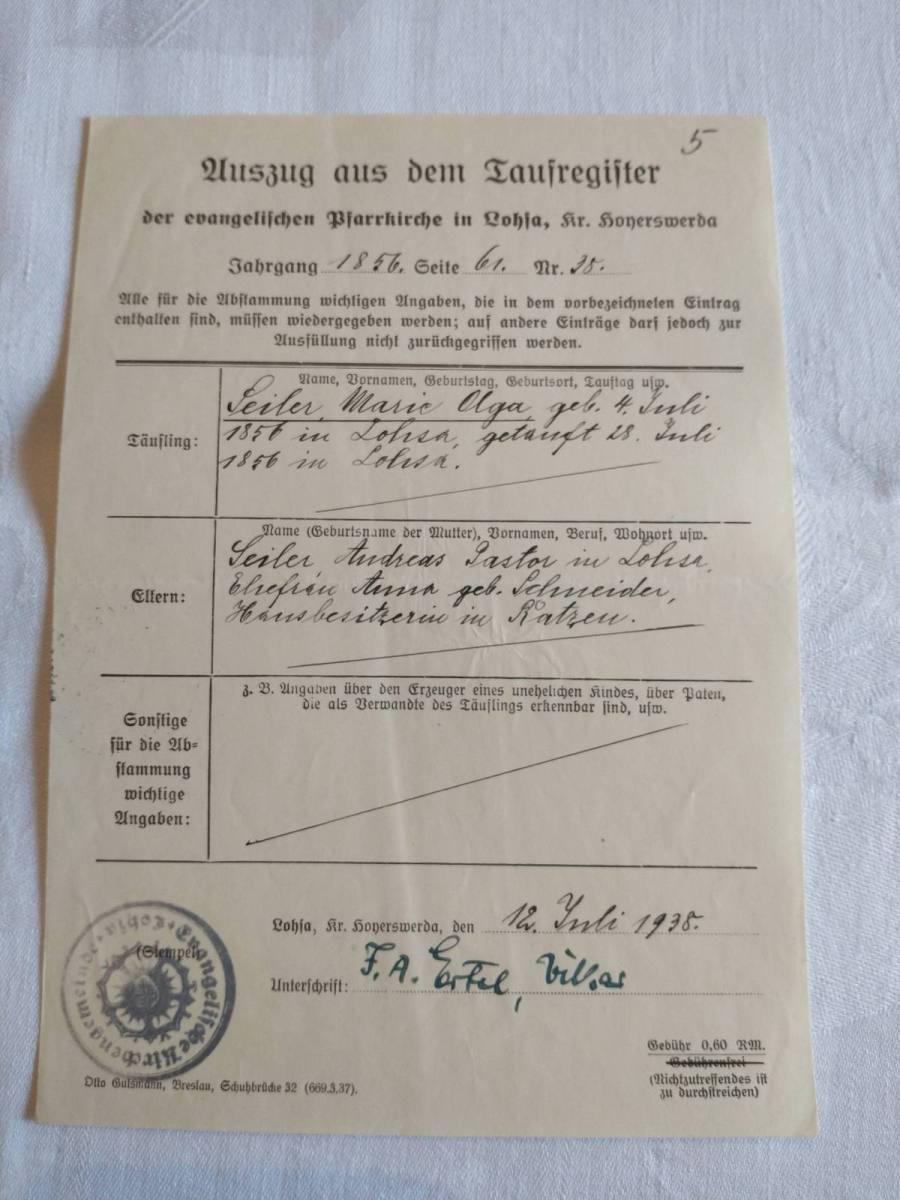 5
Auszug aus dem Taufregister
der evangelischen Pfarrkirche in Lohsa, Kr. Hoyerswerda
Jahrgang 1856. Seite 61. Nr. 38.
Alle für die Abstammung wichtigen Angaben, die in dem vorbezeichneten Eintrag
enthalten sind, müssen wiedergegeben werden; auf andere Einträge darf jedoch zur
Ausfüllung nicht zurückgegriffen werden.
Name, Vornamen, Geburtstag, Geburtsort, Tauftag usw.
Täufling:
Seiler, Marie Olga, geb. 4. Juli
1856 in Lohsa, getauft 28. Juli
1856 in Lohsa.
Name (Geburtsname der Mutter), Vornamen, Beruf, Wohnort usw.
Eltern:
Seiler Andreas Pastor in Lohsa,
Ehefrau Anna geb. Schneider,
Hausbesitzerin in Ratzen.
Sonstige
für die Ab=
stammung
wichtige
Angaben:
z. B. Angaben über den Erzeuger eines unehelichen Kindes, über Paten,
die als Verwandte des Täuflings erkennbar sind, usw.
Lohsa, Kr. Hoyerswerda, den 12. Juli 1938.
(Stempel)
Evangelische Kirchengemeinde + Lohsa +
Unterschrift: F. A. Ertel, Vikar
Gebühr 0,60 RM.
Gebührenfrei
(Nichtzutreffendes ist
zu durchstreichen)
Otto Gutsmann, Breslau, Schuhbrücke 32 (669.3.37).